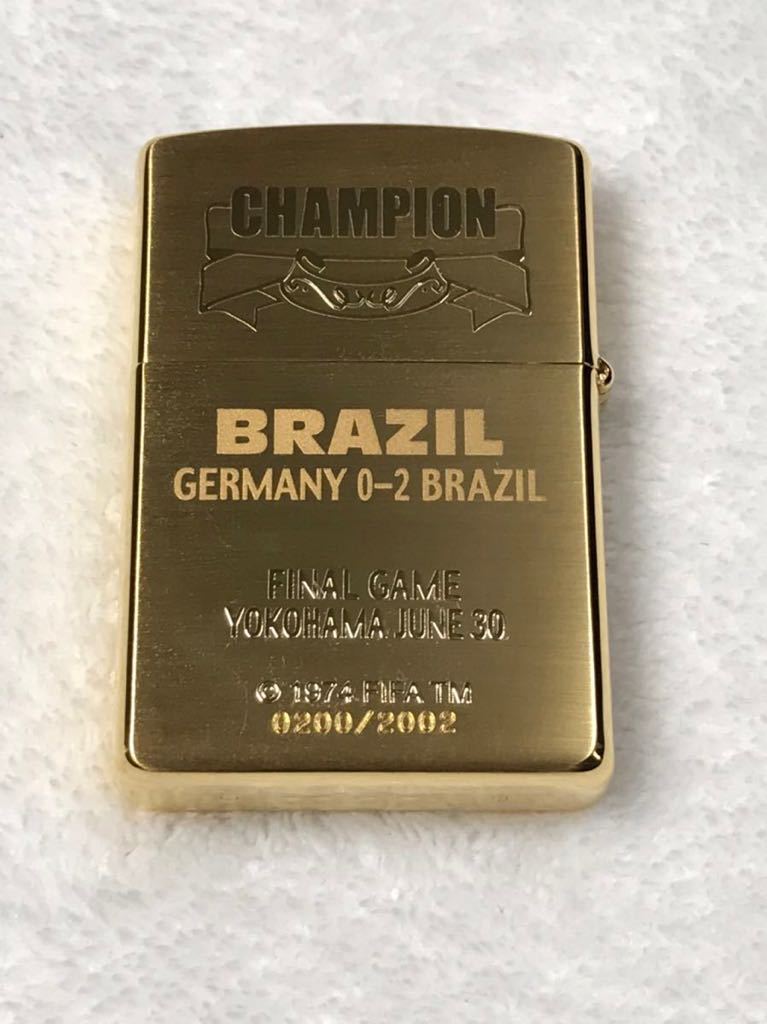 CHAMPION
BRAZIL
GERMANY 0-2 BRAZIL
FINAL GAME
YOKOHAMA JUNE 30
© 1974 FIFA TM
0200/2002